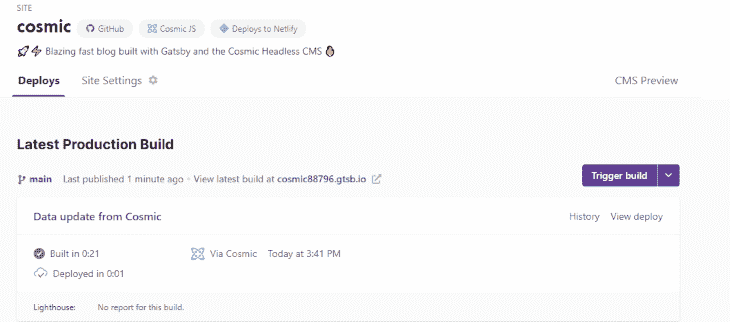 SITE
cosmic GitHub Cosmic JS Deploys to Netlify
Blazing fast blog built with Gatsby and the Cosmic Headless CMS
Deploys Site Settings CMS Preview
Latest Production Build
main Last published 1 minute ago · View latest build at cosmic88796.gtsb.io Trigger build
Data update from Cosmic History View deploy
Built in 0:21 Via Cosmic Today at 3:41 PM
Deployed in 0:01
Lighthouse: No report for this build.